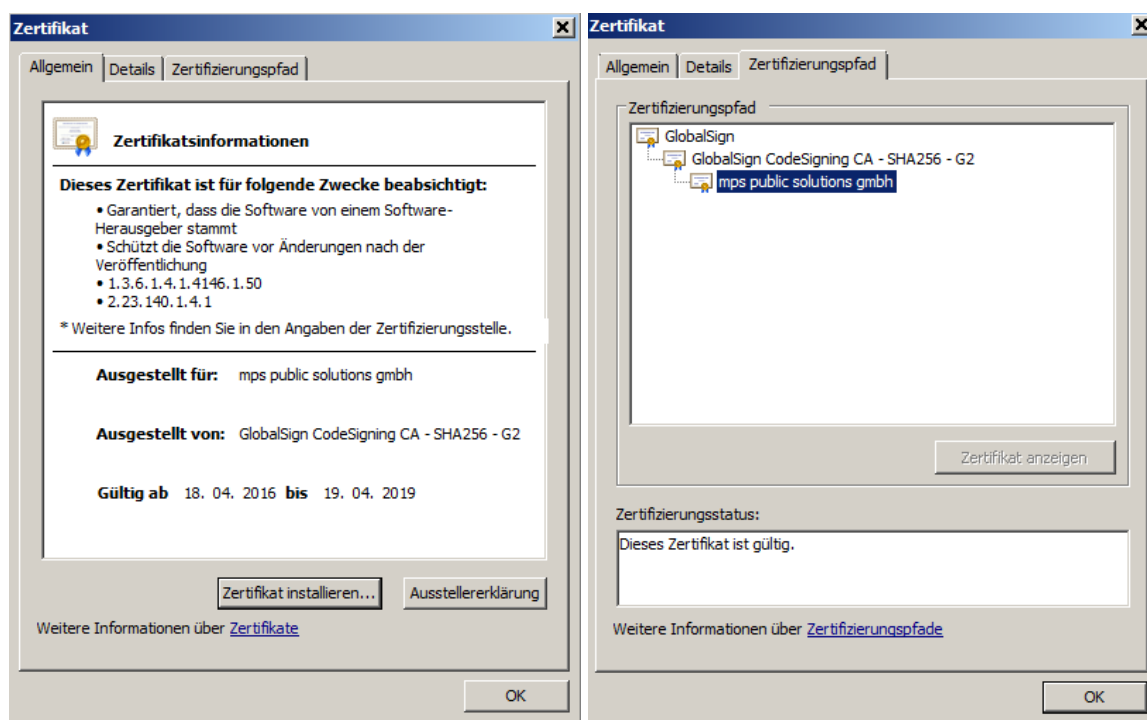 Zertifikat
Allgemein
Details
Zertifizierungspfad
Zertifikatsinformationen
Dieses Zertifikat ist für folgende Zwecke beabsichtigt:
• Garantiert, dass die Software von einem Software-
Herausgeber stammt
• Schützt die Software vor Änderungen nach der
Veröffentlichung
• 1.3.6.1.4.1.4146.1.50
• 2.23.140.1.4.1
* Weitere Infos finden Sie in den Angaben der Zertifizierungsstelle.
Ausgestellt für: mps public solutions gmbh
Ausgestellt von: GlobalSign CodeSigning CA - SHA256 - G2
Gültig ab 18. 04. 2016 bis 19. 04. 2019
Zertifikat installieren...
Ausstellererklärung
Weitere Informationen über Zertifikate
OK
Zertifikat
Allgemein
Details
Zertifizierungspfad
Zertifizierungspfad
GlobalSign
GlobalSign CodeSigning CA - SHA256 - G2
mps public solutions gmbh
Zertifikat anzeigen
Zertifizierungsstatus:
Dieses Zertifikat ist gültig.
Weitere Informationen über Zertifizierungspfade
OK